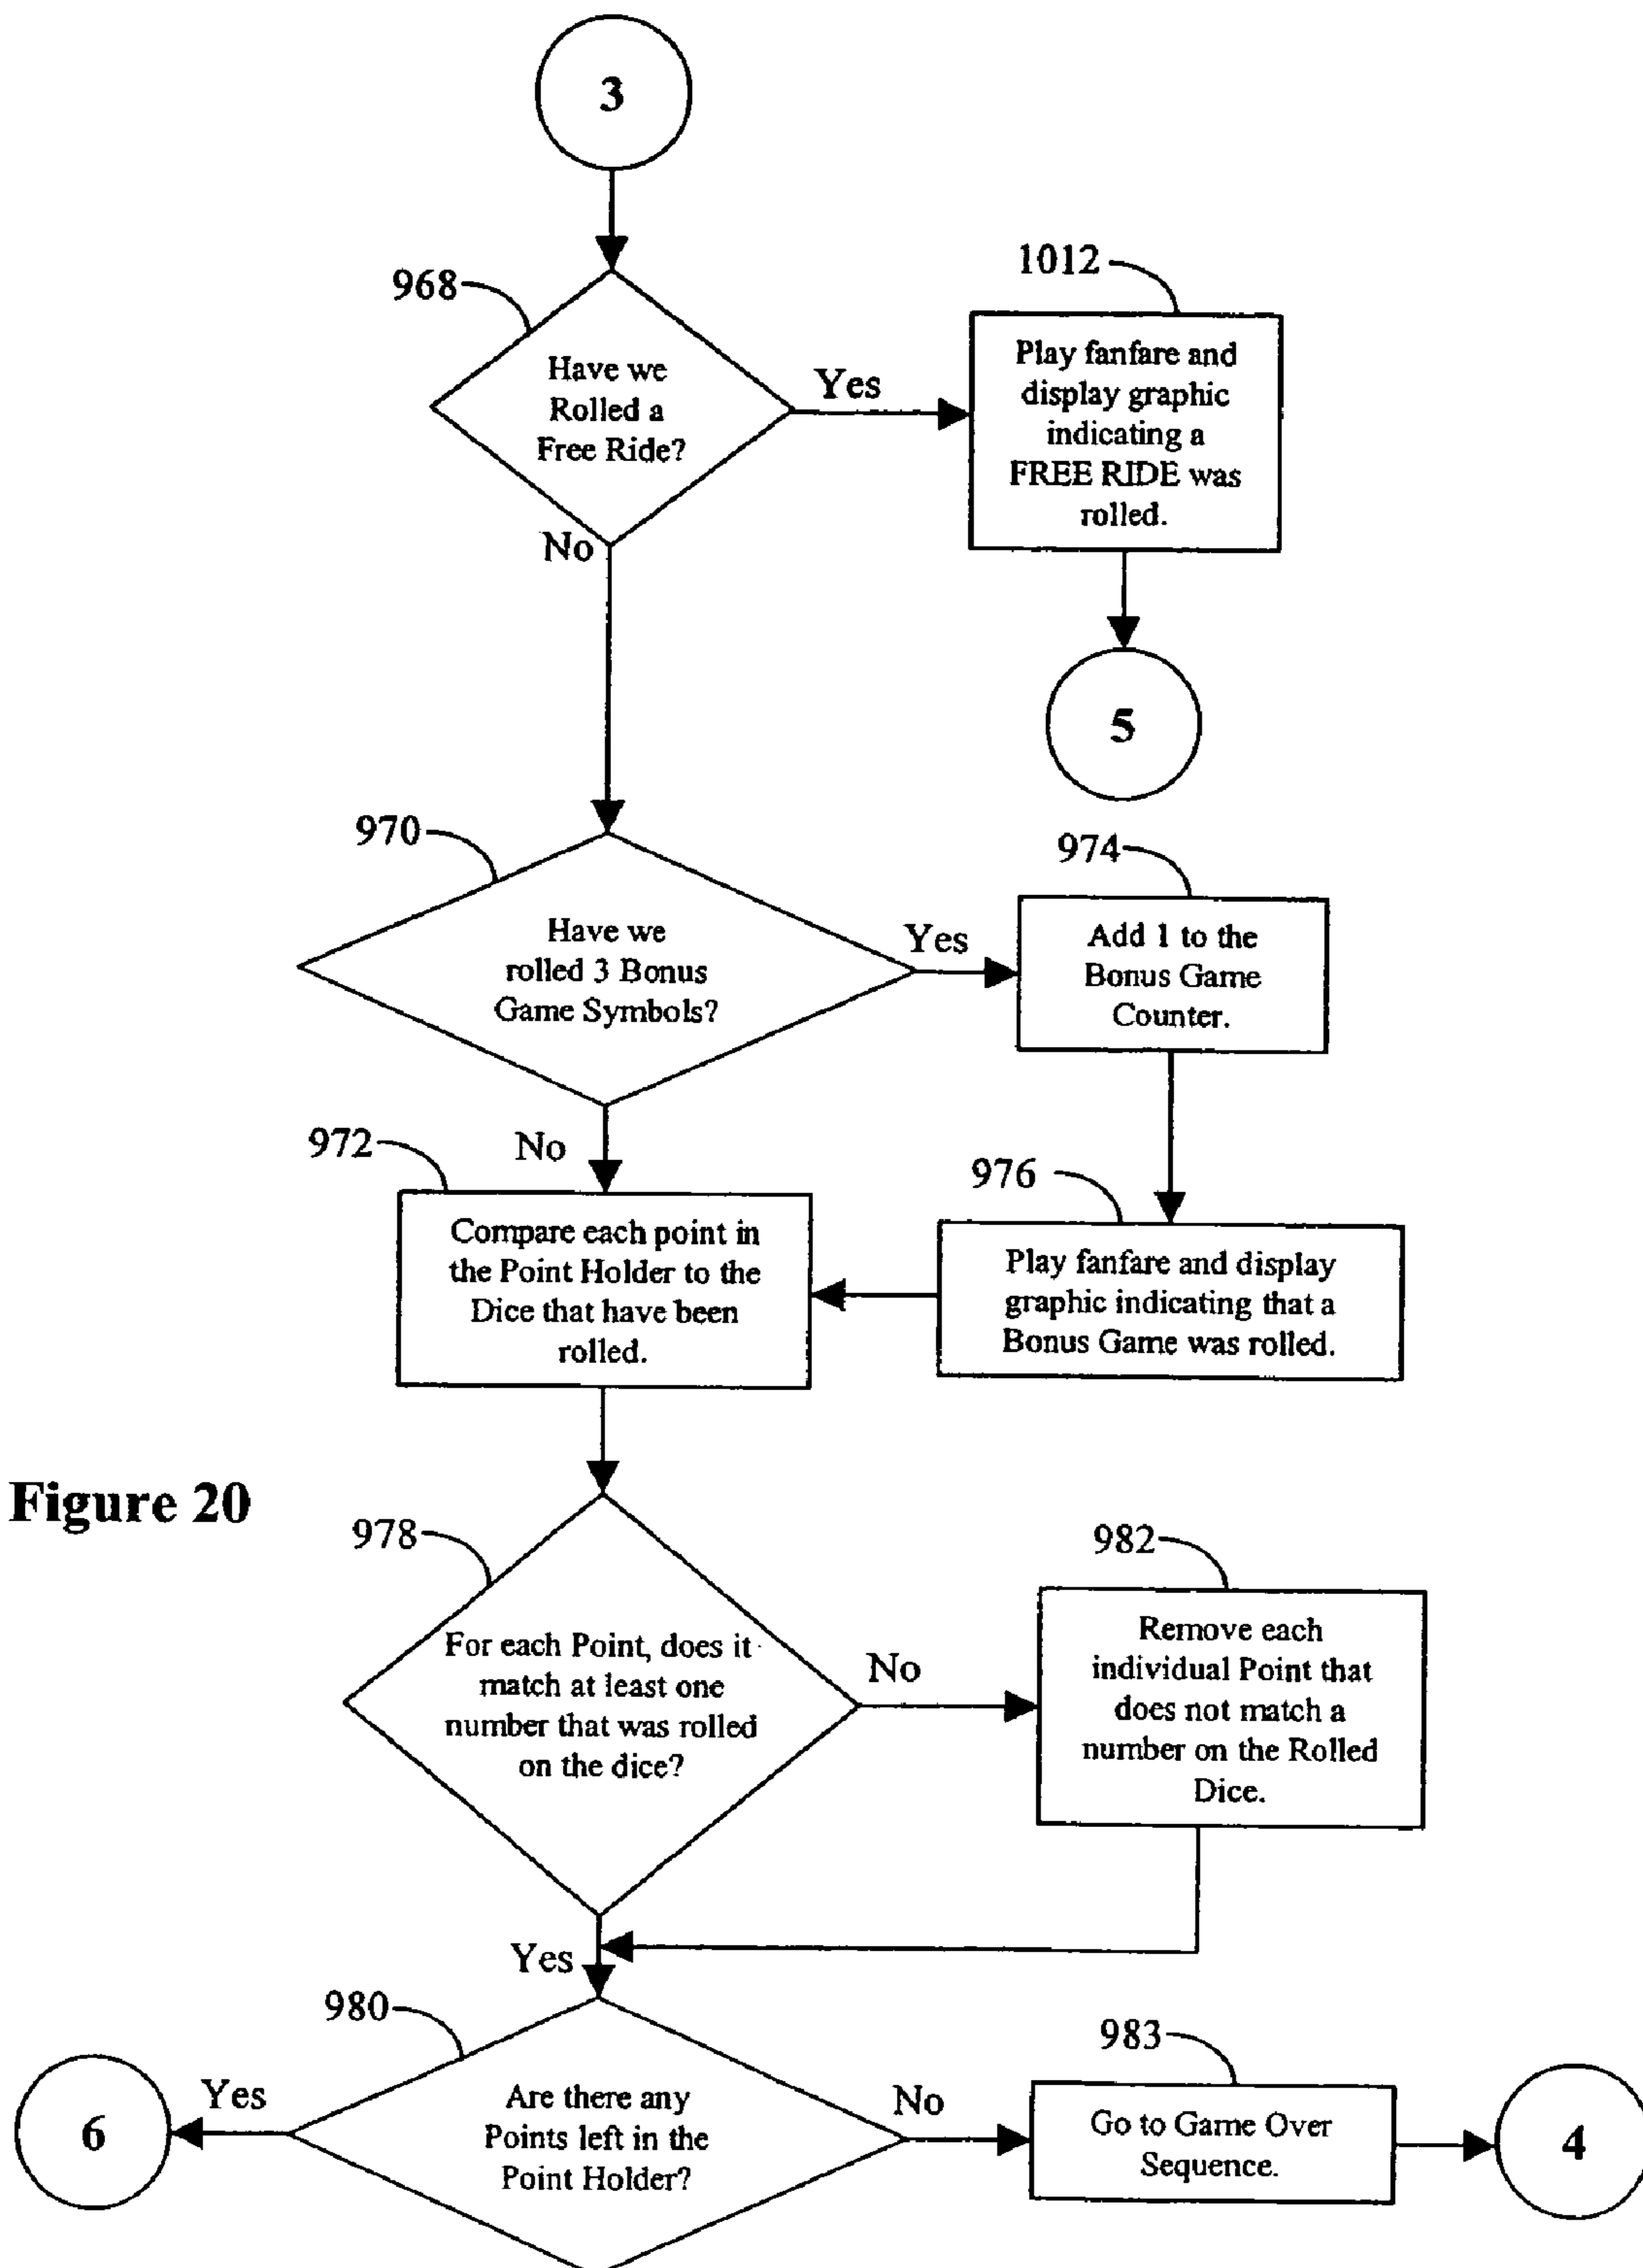 3
968
Have we
Rolled a
Free Ride?
Yes
No
1012
Play fanfare and
display graphic
indicating a
FREE RIDE was
rolled.
5
970
Have we
rolled 3 Bonus
Game Symbols?
Yes
No
974
Add 1 to the
Bonus Game
Counter.
972
Compare each point in
the Point Holder to the
Dice that have been
rolled.
976
Play fanfare and display
graphic indicating that a
Bonus Game was rolled.
Figure 20
978
For each Point, does it
match at least one
number that was rolled
on the dice?
No
Yes
982
Remove each
individual Point that
does not match a
number on the Rolled
Dice.
980
Are there any
Points left in the
Point Holder?
Yes
6
No
983
Go to Game Over
Sequence.
4